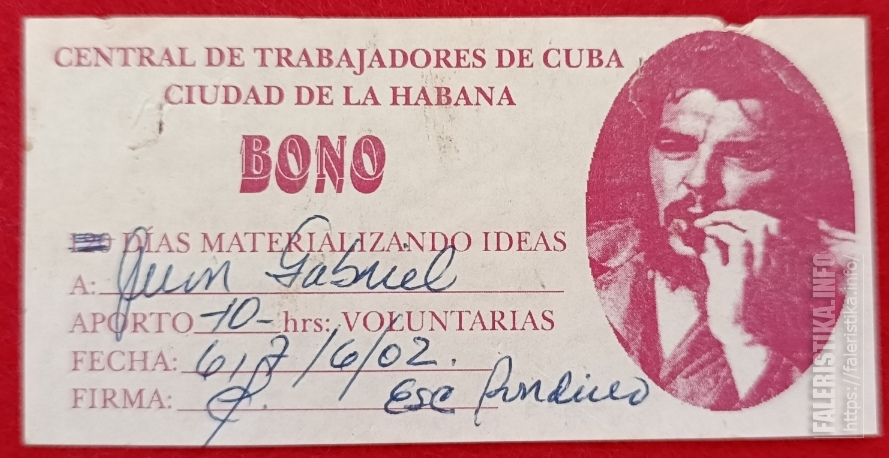 CENTRAL DE TRABAJADORES DE CUBA
CIUDAD DE LA HABANA
BONO
DÍAS MATERIALIZANDO IDEAS
A: Juan Gabriel
APORTO -10- hrs: VOLUNTARIAS
FECHA: 6, 7/6/02.
FIRMA: Esc
FALERISTIKA.INFO
https://faleristika.info/